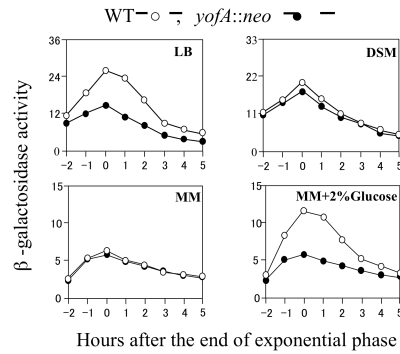 WT —○—; yofA::neo —●—
β -galactosidase activity
LB
36
24
12
0
-2 -1 0 1 2 3 4 5
DSM
33
22
11
0
-2 -1 0 1 2 3 4 5
MM
15
10
5
0
-2 -1 0 1 2 3 4 5
MM+2%Glucose
15
10
5
0
-2 -1 0 1 2 3 4 5
Hours after the end of exponential phase